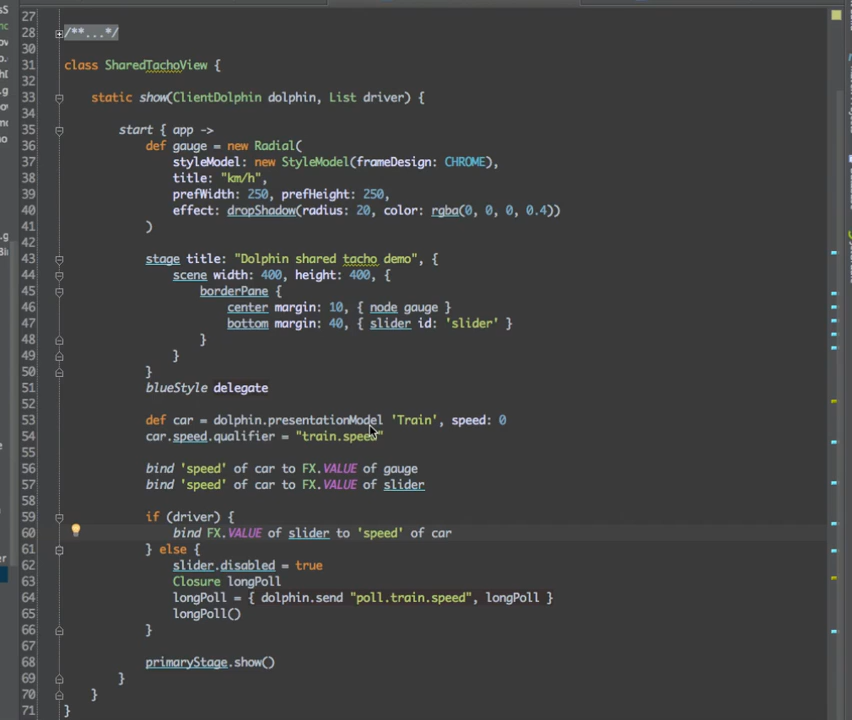 27
28 /**...*/
30
31 class SharedTachoView {
32
33 static show(ClientDolphin dolphin, List driver) {
34
35 start { app ->
36 def gauge = new Radial(
37 styleModel: new StyleModel(frameDesign: CHROME),
38 title: "km/h",
39 prefWidth: 250, prefHeight: 250,
40 effect: dropShadow(radius: 20, color: rgba(0, 0, 0, 0.4))
41 )
42
43 stage title: "Dolphin shared tacho demo", {
44 scene width: 400, height: 400, {
45 borderPane {
46 center margin: 10, { node gauge }
47 bottom margin: 40, { slider id: 'slider' }
48 }
49 }
50 }
51 blueStyle delegate
52
53 def car = dolphin.presentationModel 'Train', speed: 0
54 car.speed.qualifier = "train.speed"
55
56 bind 'speed' of car to FX.VALUE of gauge
57 bind 'speed' of car to FX.VALUE of slider
58
59 if (driver) {
60 bind FX.VALUE of slider to 'speed' of car
61 } else {
62 slider.disabled = true
63 Closure longPoll
64 longPoll = { dolphin.send "poll.train.speed", longPoll }
65 longPoll()
66 }
67
68 primaryStage.show()
69 }
70 }
71 }